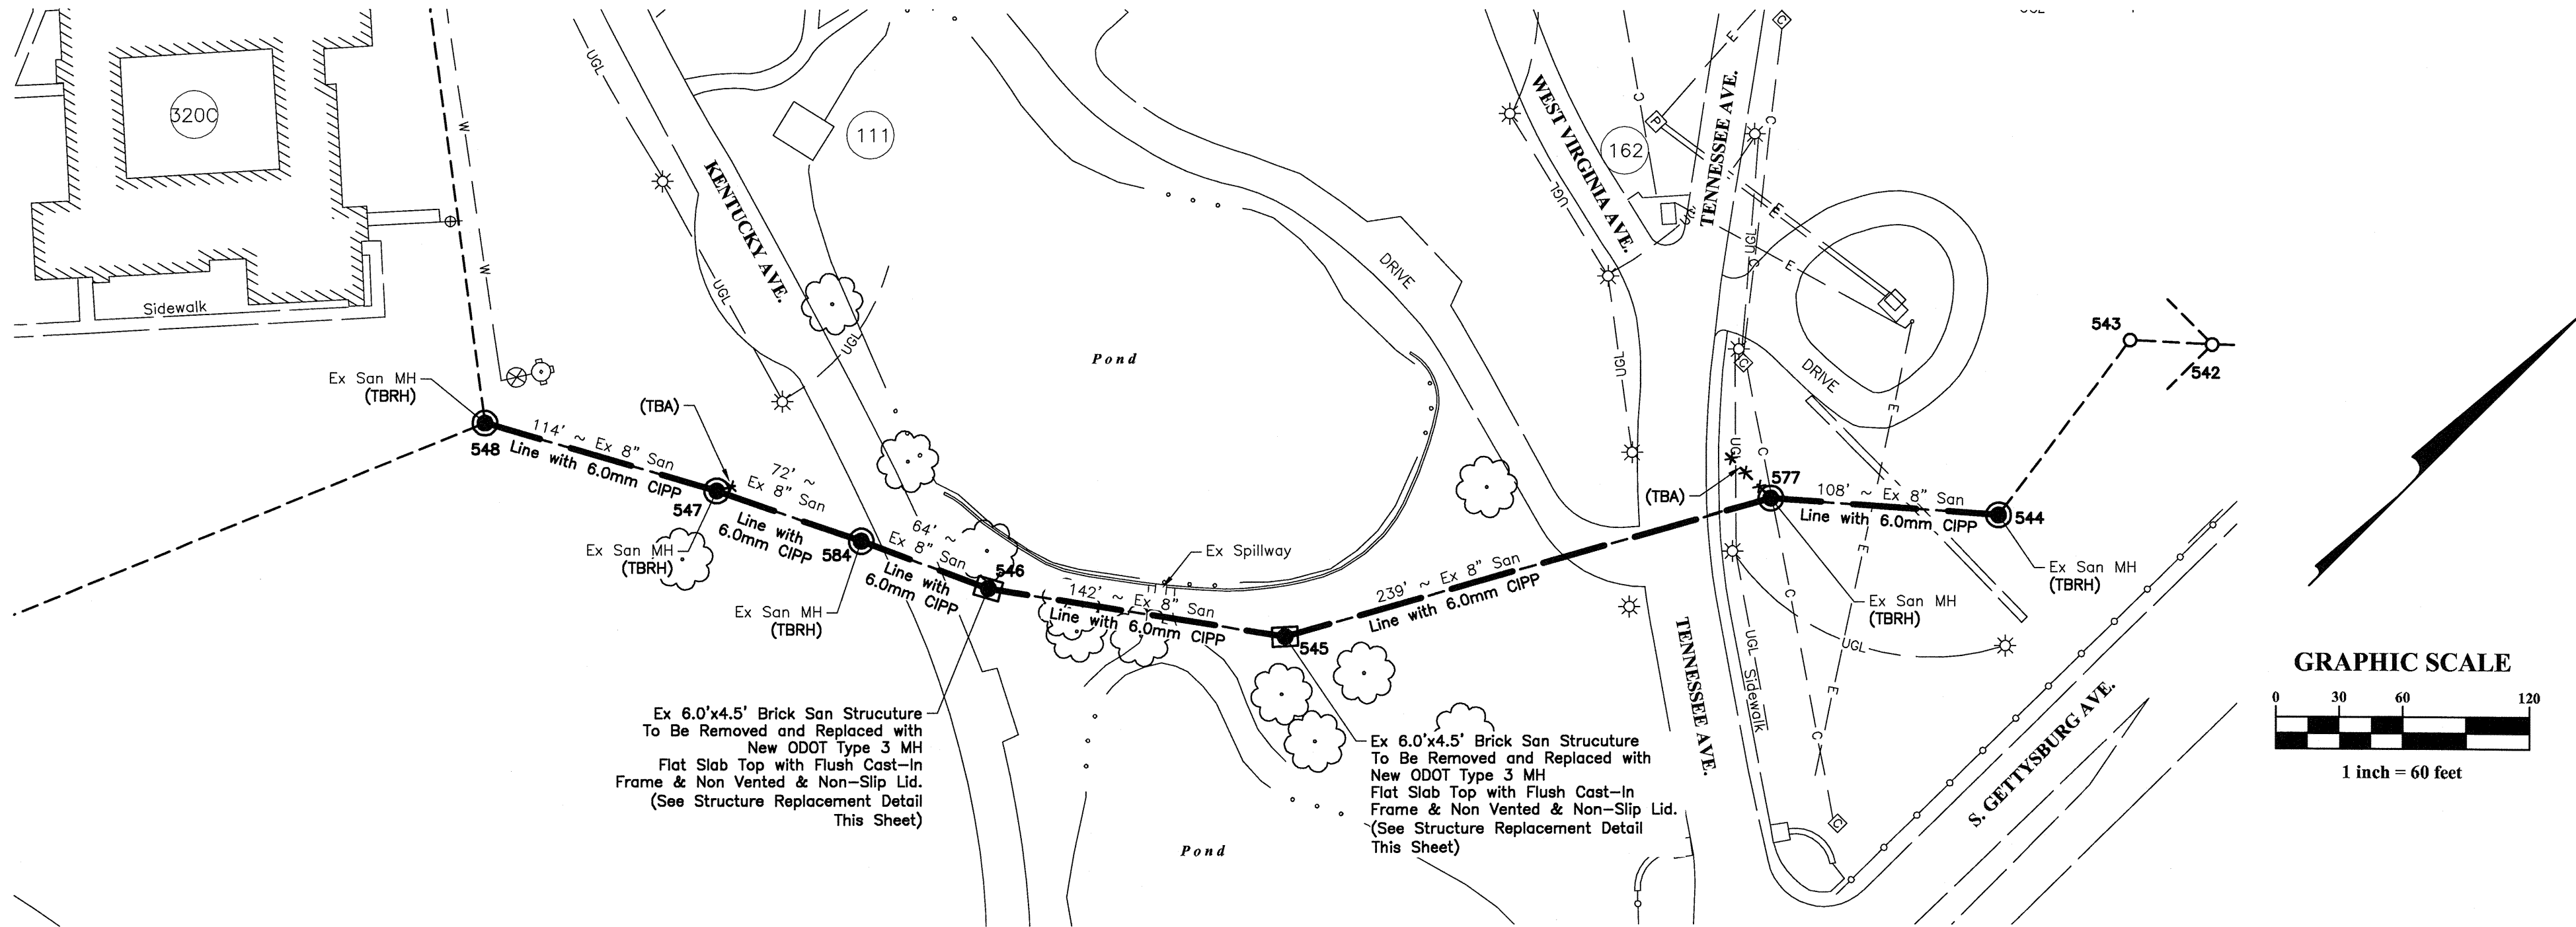 320C
Sidewalk
W
W
UGL
UGL
UGL
KENTUCKY AVE.
111
Pond
DRIVE
WEST VIRGINIA AVE.
162
TENNESSEE AVE.
UGL
UGL
UGL
C
C
E
P
C
E
E
C
DRIVE
E
543
542
Ex San MH
(TBRH)
548
114' ~ Ex 8" San
Line with 6.0mm CIPP
(TBA)
547
Ex San MH
(TBRH)
72' ~
Ex 8" San
Line with
6.0mm CIPP
584
Ex San MH
(TBRH)
64' ~
Ex 8" San
Line with
6.0mm CIPP
546
142' ~ Ex 8" San
Line with 6.0mm CIPP
Ex Spillway
545
239' ~ Ex 8" San
Line with 6.0mm CIPP
(TBA)
UGL
C
C
577
108' ~ Ex 8" San
Line with 6.0mm CIPP
544
Ex San MH
(TBRH)
Ex San MH
(TBRH)
E
C
UGL
UGL
Sidewalk
E
C
C
TENNESSEE AVE.
S. GETTYSBURG AVE.
Ex 6.0'x4.5' Brick San Strucuture
To Be Removed and Replaced with
New ODOT Type 3 MH
Flat Slab Top with Flush Cast-In
Frame & Non Vented & Non-Slip Lid.
(See Structure Replacement Detail
This Sheet)
Ex 6.0'x4.5' Brick San Strucuture
To Be Removed and Replaced with
New ODOT Type 3 MH
Flat Slab Top with Flush Cast-In
Frame & Non Vented & Non-Slip Lid.
(See Structure Replacement Detail
This Sheet)
Pond
GRAPHIC SCALE
0 30 60 120
1 inch = 60 feet